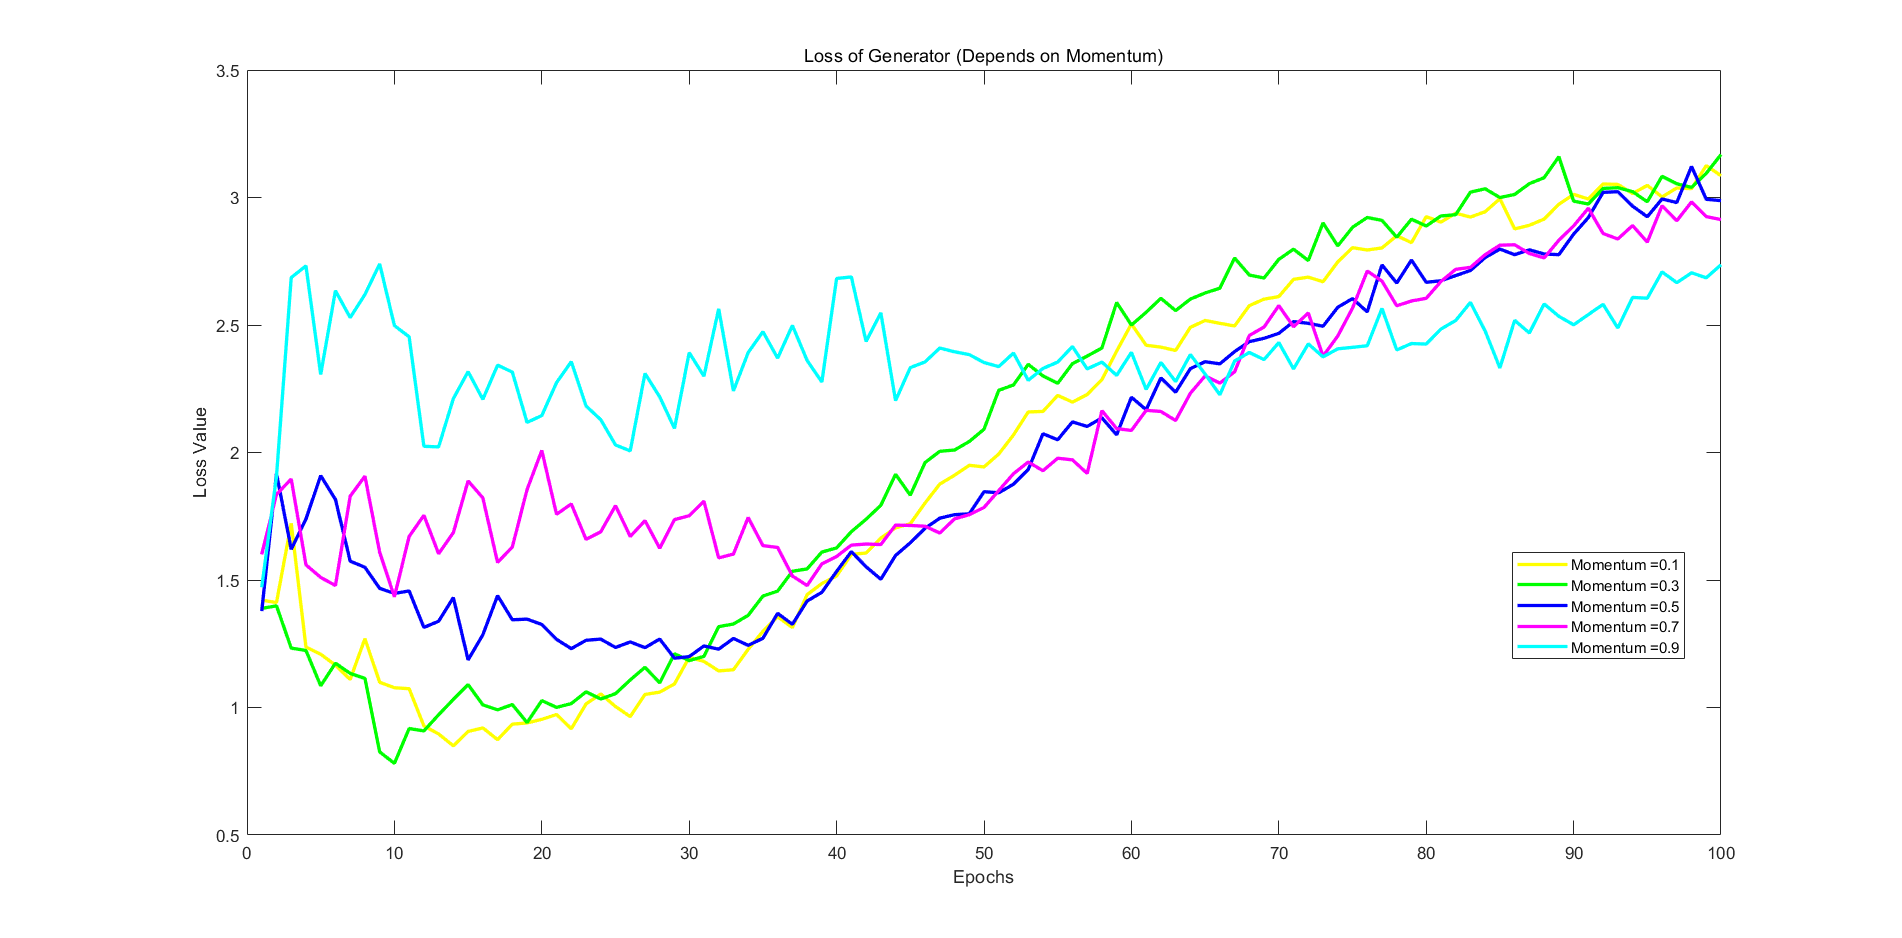 Loss of Generator (Depends on Momentum)
3.5
3
2.5
2
1.5
1
0.5
Loss Value
0 10 20 30 40 50 60 70 80 90 100
Epochs
Momentum =0.1
Momentum =0.3
Momentum =0.5
Momentum =0.7
Momentum =0.9